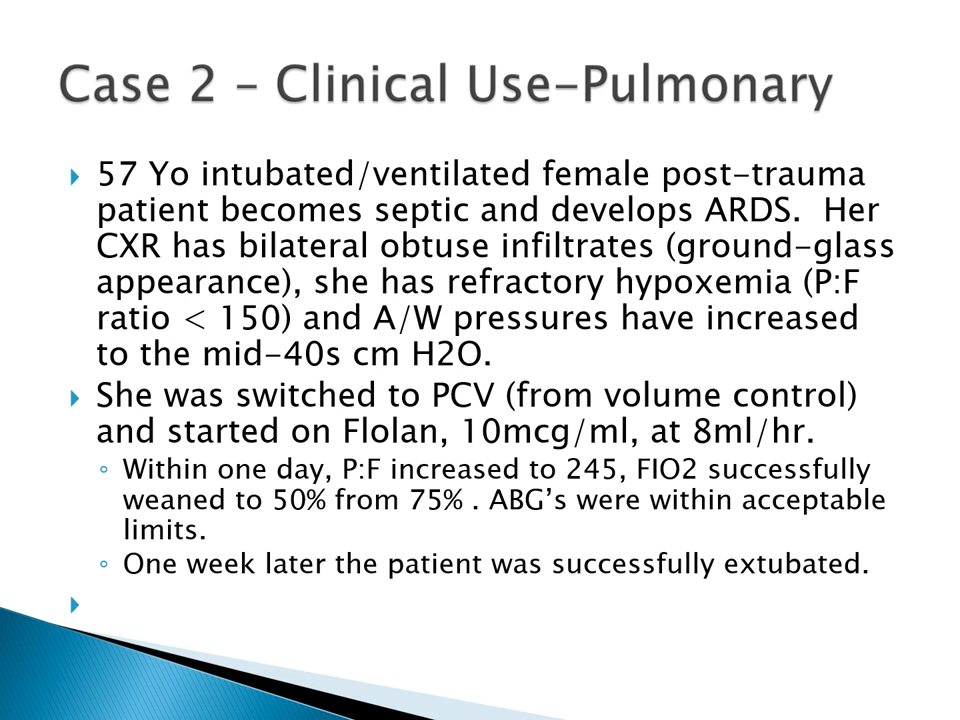 Case 2 – Clinical Use-Pulmonary
57 Yo intubated/ventilated female post-trauma
patient becomes septic and develops ARDS.  Her
CXR has bilateral obtuse infiltrates (ground-glass
appearance), she has refractory hypoxemia (P:F
ratio < 150) and A/W pressures have increased
to the mid-40s cm H2O.
She was switched to PCV (from volume control)
and started on Flolan, 10mcg/ml, at 8ml/hr.
Within one day, P:F increased to 245, FIO2 successfully
weaned to 50% from 75% . ABG’s were within acceptable
limits.
One week later the patient was successfully extubated.